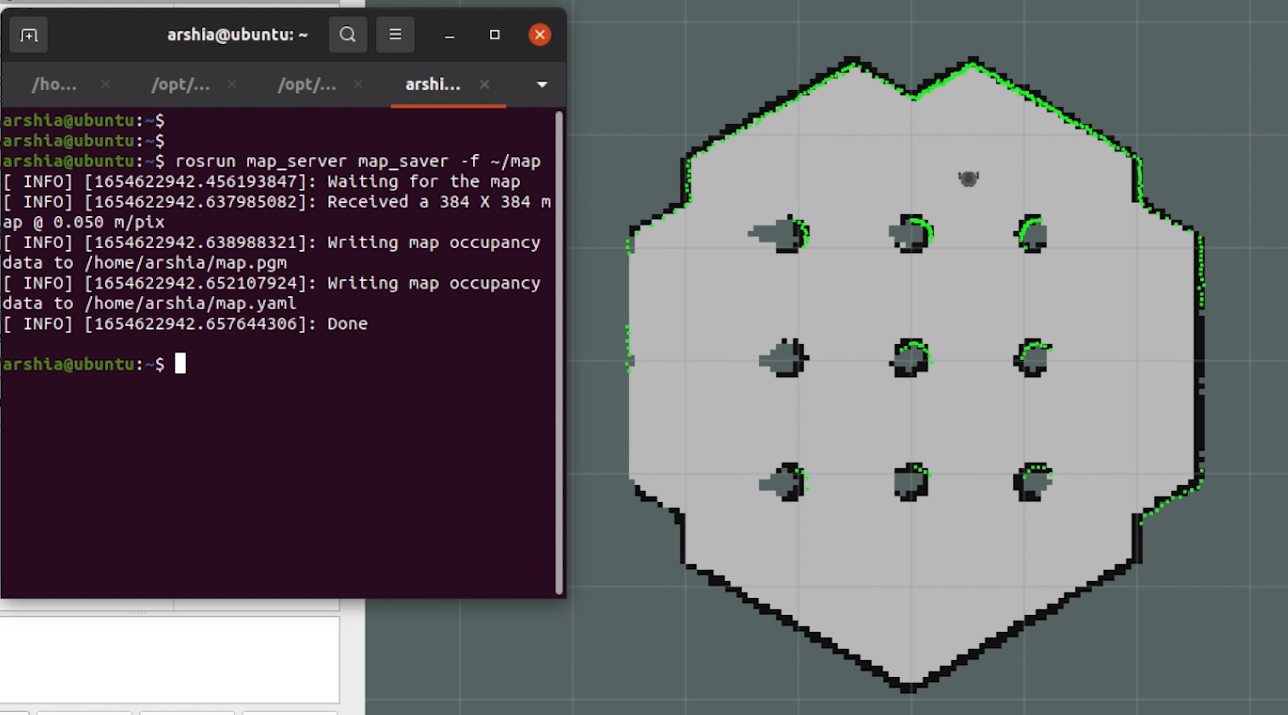 arshia@ubuntu: ~
/ho...
/opt/...
/opt/...
arshi...
arshia@ubuntu:~$
arshia@ubuntu:~$
arshia@ubuntu:~$ rosrun map_server map_saver -f ~/map
[ INFO] [1654622942.456193847]: Waiting for the map
[ INFO] [1654622942.637985082]: Received a 384 X 384 m
ap @ 0.050 m/pix
[ INFO] [1654622942.638988321]: Writing map occupancy
data to /home/arshia/map.pgm
[ INFO] [1654622942.652107924]: Writing map occupancy
data to /home/arshia/map.yaml
[ INFO] [1654622942.657644306]: Done
arshia@ubuntu:~$